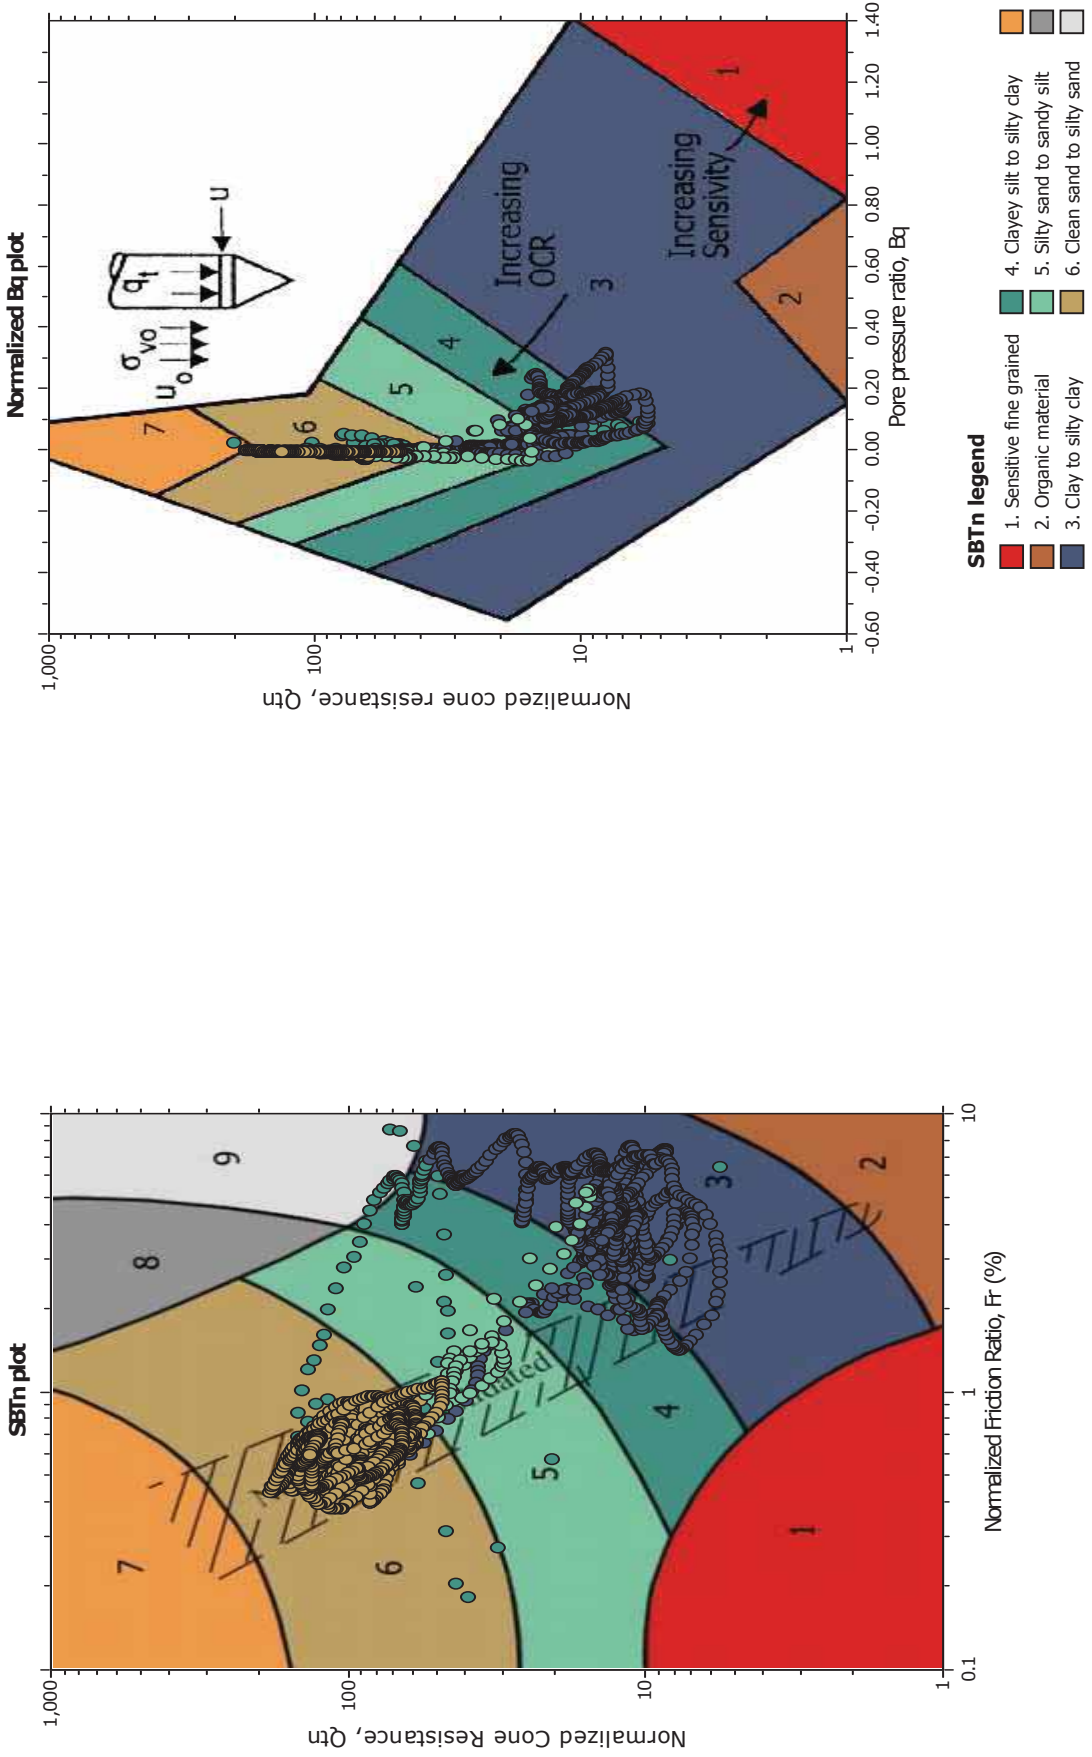 SBTn plot
1,000
100
10
1
0.1
1
10
Normalized Cone Resistance, Qtn
Normalized Friction Ratio, Fr (%)
7
8
9
6
5
4
3
1
2
Normalized Bq plot
1,000
100
10
1
-0.60
-0.40
-0.20
0.00
0.20
0.40
0.60
0.80
1.00
1.20
1.40
Normalized cone resistance, Qtn
Pore pressure ratio, Bq
7
6
5
4
3
2
1
uo
σvo
qt
u
Increasing
OCR
Increasing
Sensivity
SBTn legend
1. Sensitive fine grained
2. Organic material
3. Clay to silty clay
4. Clayey silt to silty clay
5. Silty sand to sandy silt
6. Clean sand to silty sand